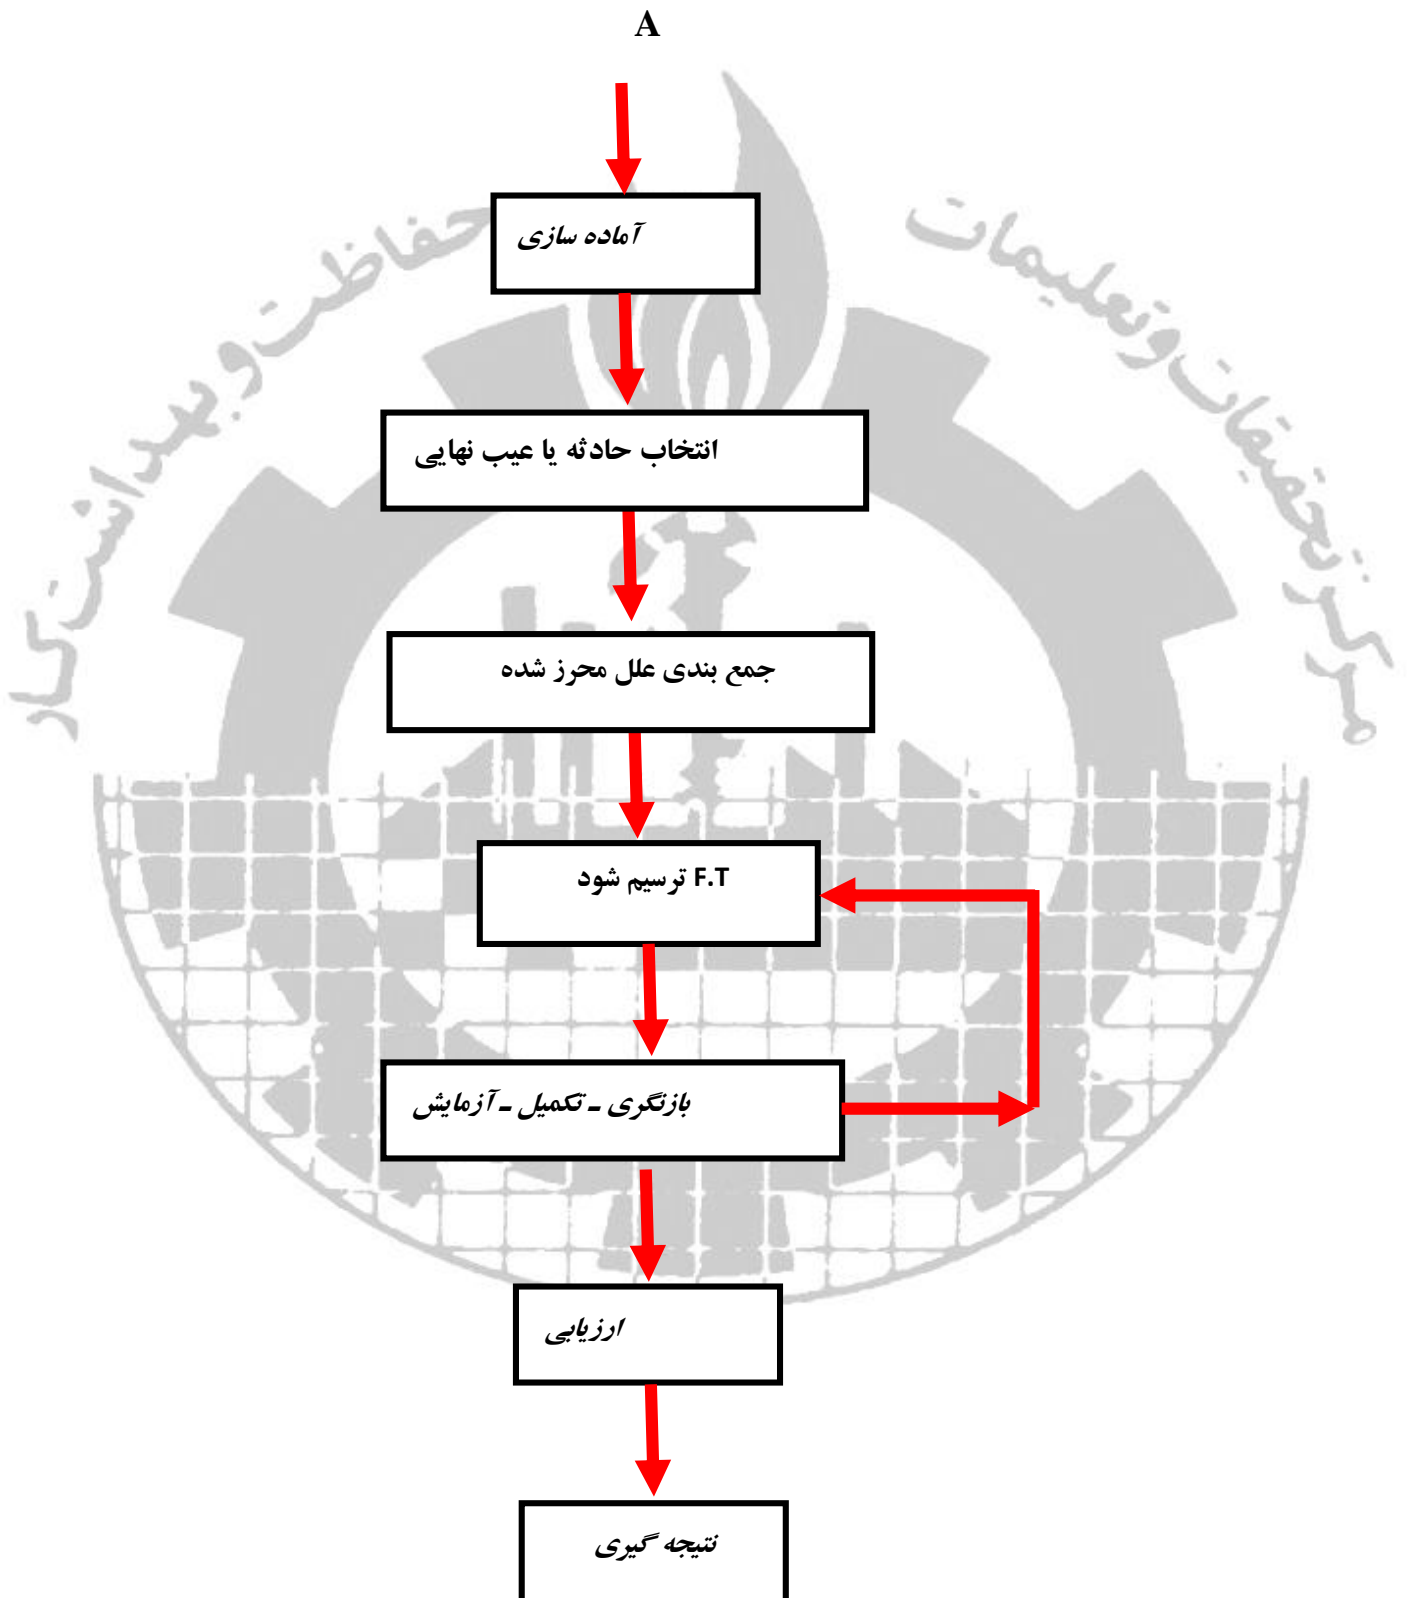 A
آماده سازی
انتخاب حادثه یا عیب نهایی
جمع بندی علل محرز شده
F.T ترسیم شود
بازنگری ـ تکمیل ـ آزمایش
ارزیابی
نتیجه گیری
مرکز تحقیقات و تعلیمات
حفاظت و بهداشت کار